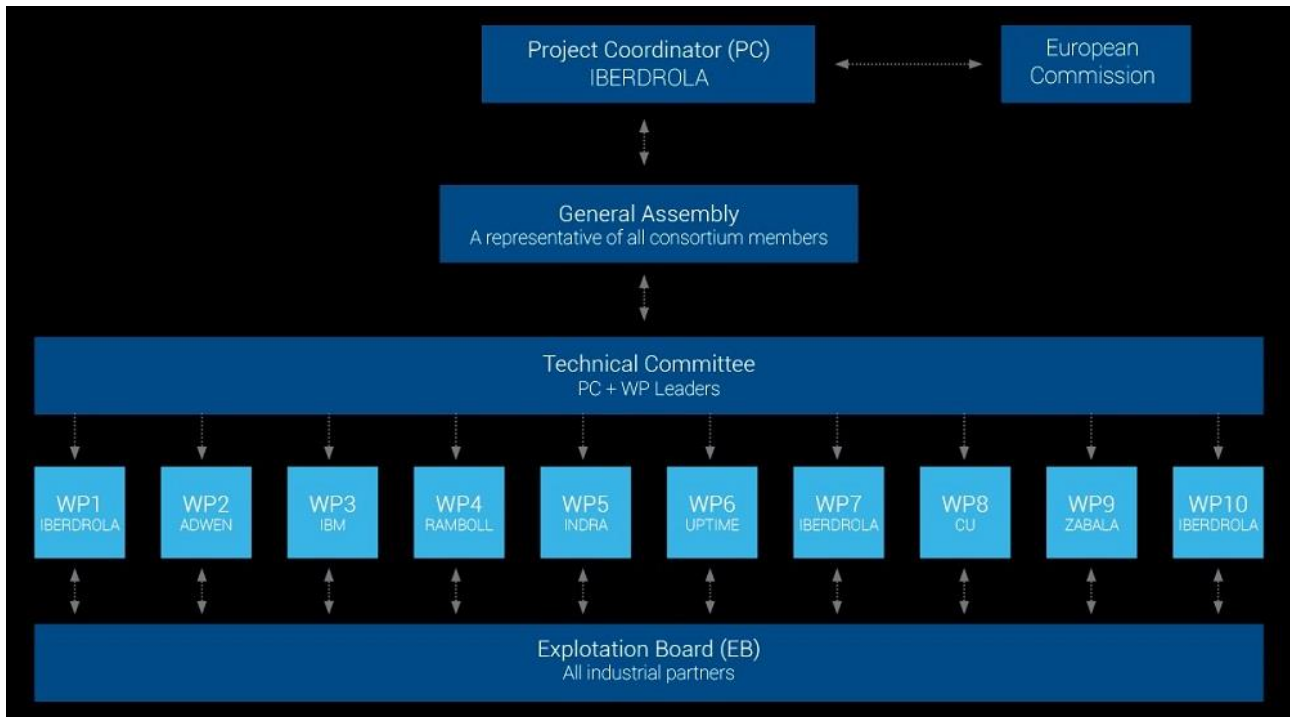 Project Coordinator (PC)
IBERDROLA
European
Commission
General Assembly
A representative of all consortium members
Technical Committee
PC + WP Leaders
WP1
IBERDROLA
WP2
ADWEN
WP3
IBM
WP4
RAMBOLL
WP5
INDRA
WP6
UPTIME
WP7
IBERDROLA
WP8
CU
WP9
ZABALA
WP10
IBERDROLA
Explotation Board (EB)
All industrial partners